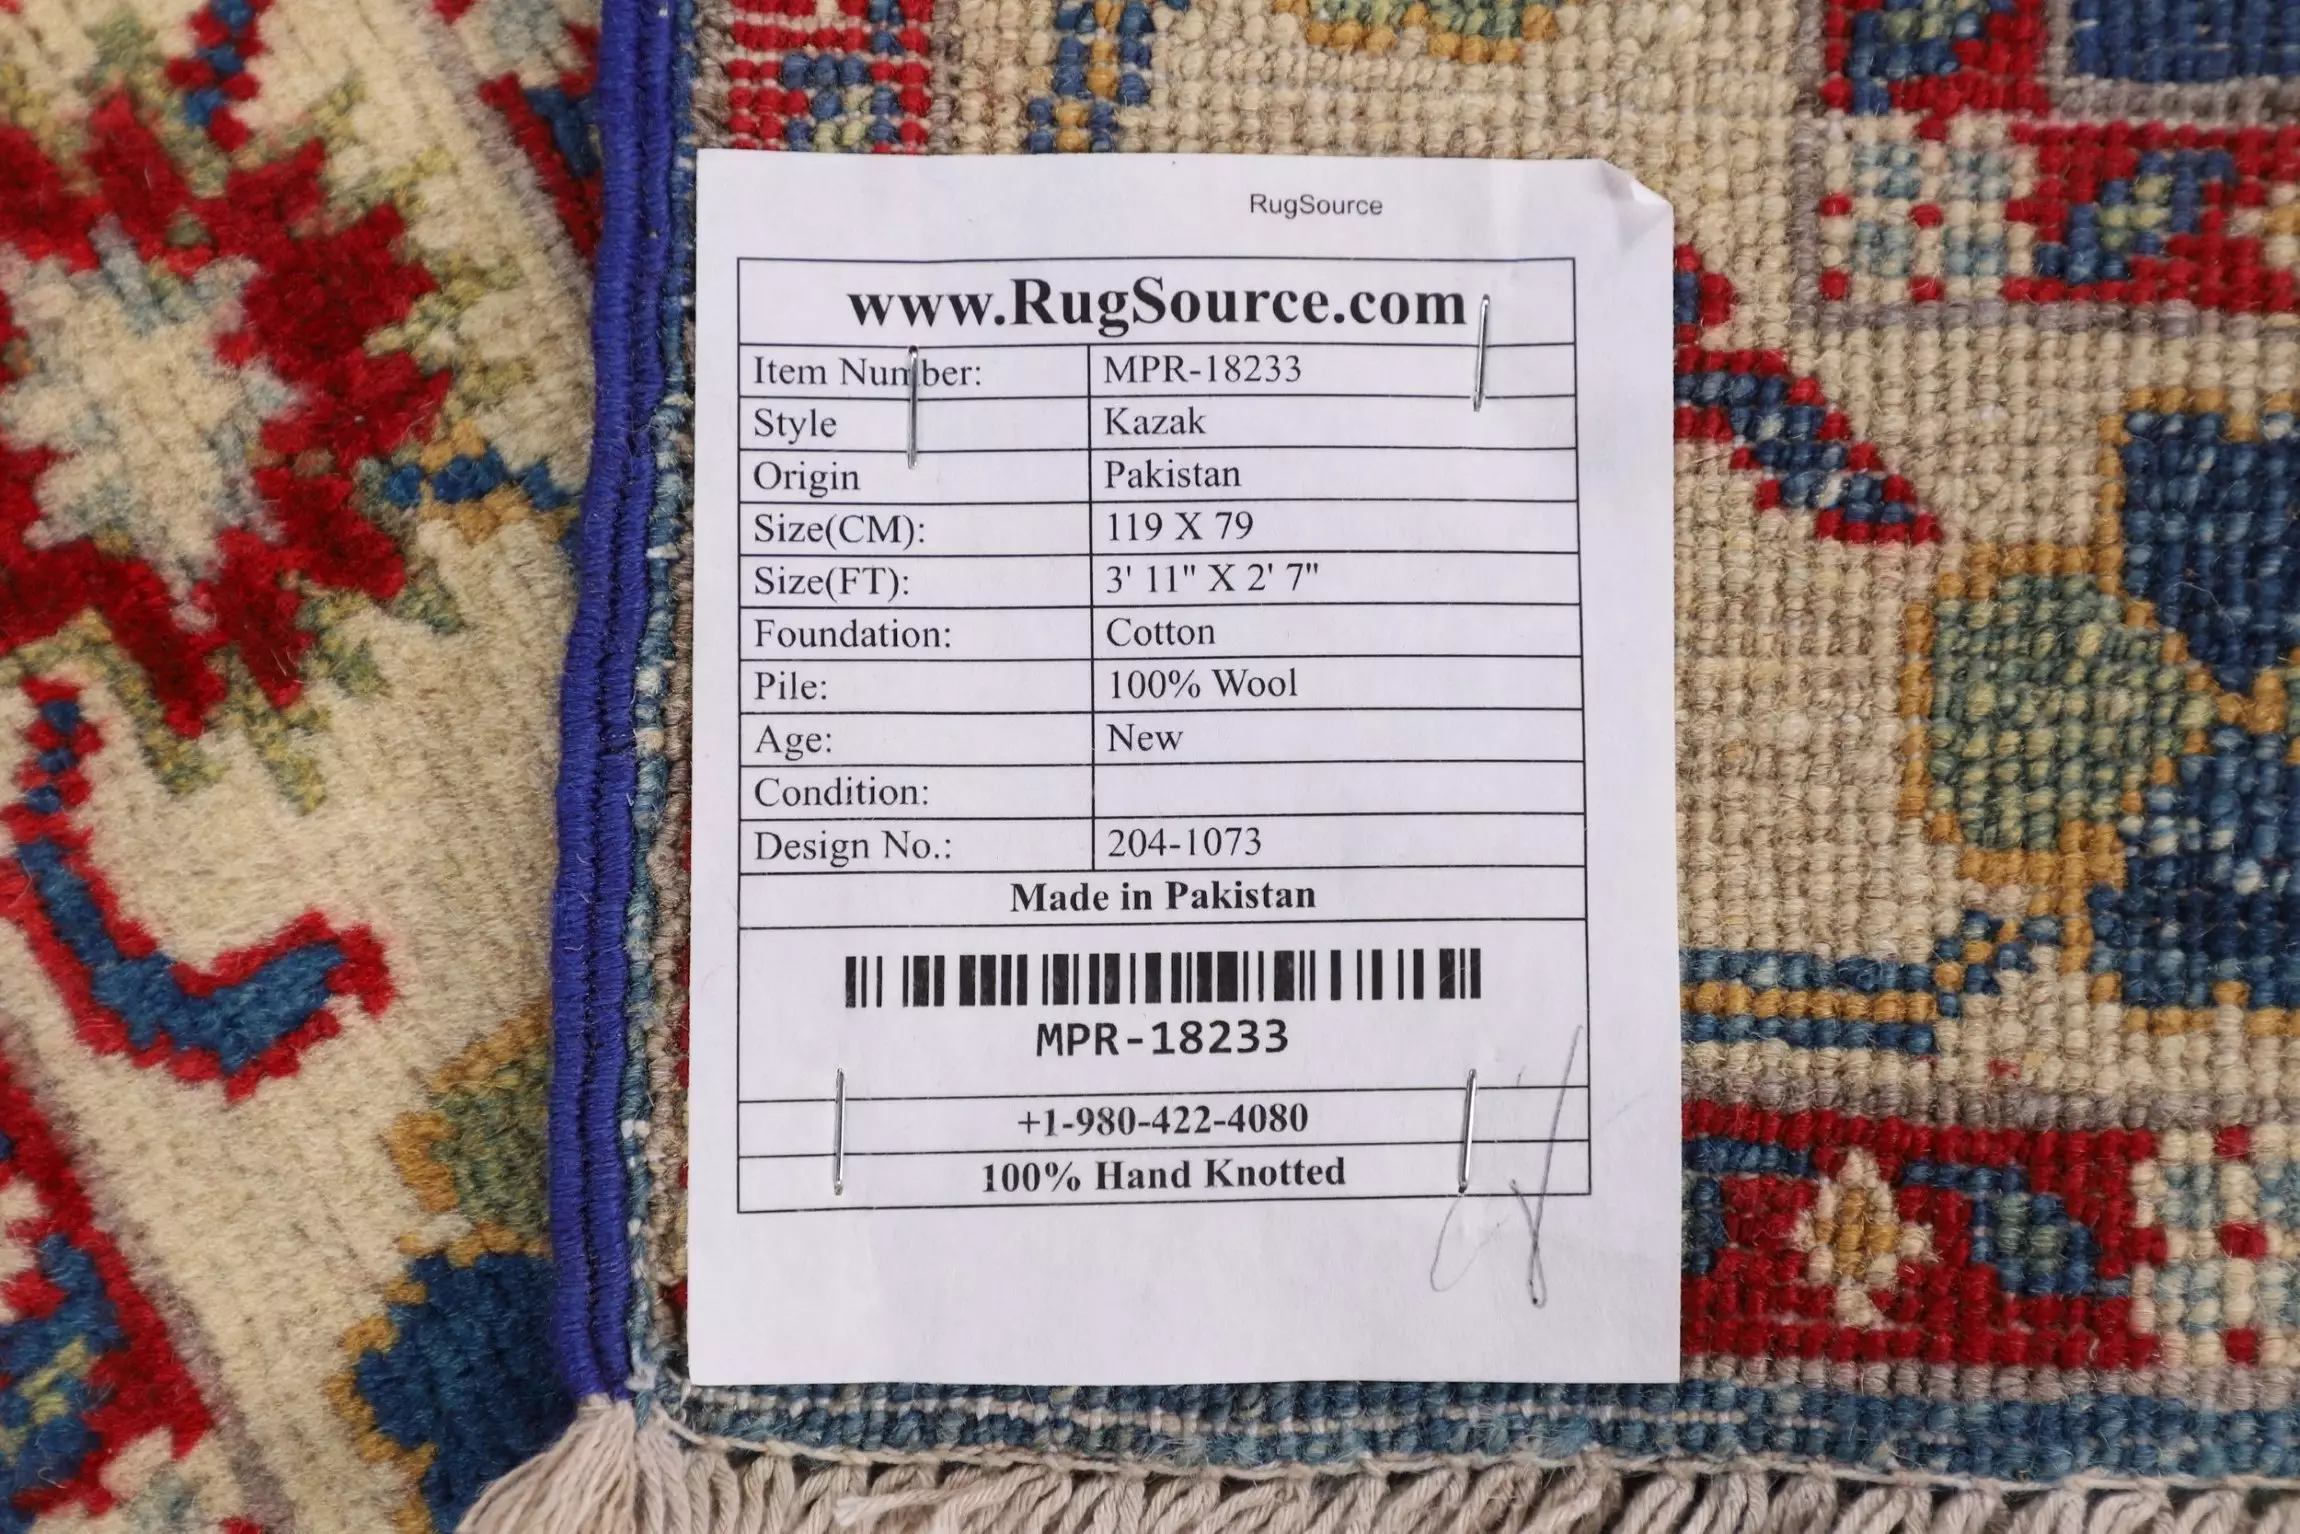 RugSource
www.RugSource.com
Item Number: MPR-18233
Style Kazak
Origin Pakistan
Size(CM): 119 X 79
Size(FT): 3' 11" X 2' 7"
Foundation: Cotton
Pile: 100% Wool
Age: New
Condition:
Design No.: 204-1073
Made in Pakistan
MPR-18233
+1-980-422-4080
100% Hand Knotted